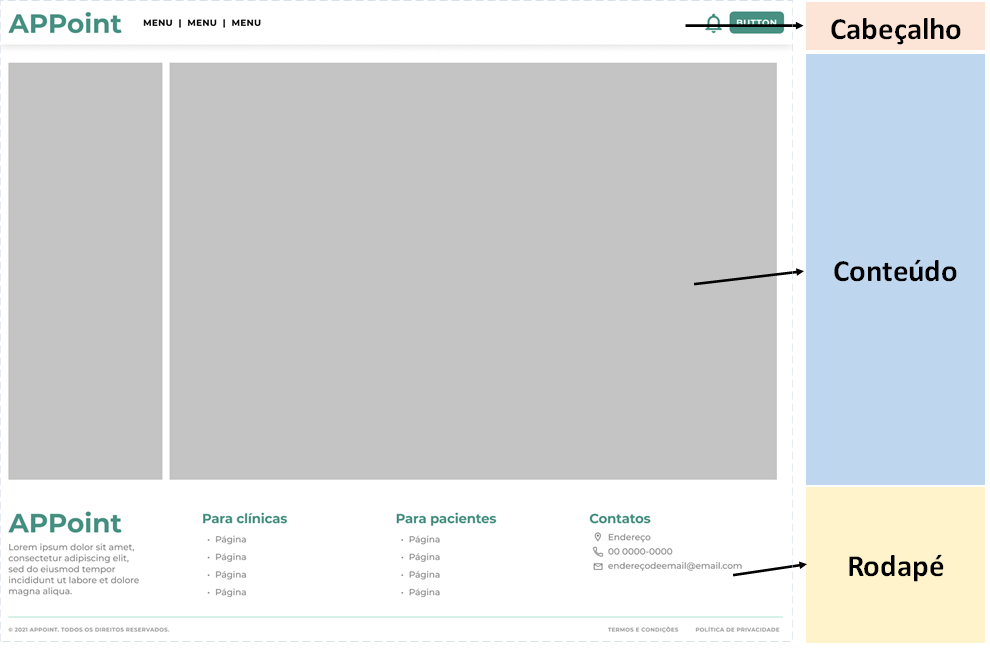 APPoint
MENU | MENU | MENU
BUTTON
Cabeçalho
Conteúdo
APPoint
Lorem ipsum dolor sit amet,
consectetur adipiscing elit,
sed do eiusmod tempor
incididunt ut labore et dolore
magna aliqua.
Para clínicas
• Página
• Página
• Página
• Página
Para pacientes
• Página
• Página
• Página
• Página
Contatos
Endereço
00 0000-0000
endereçodeemail@email.com
Rodapé
© 2021 APPOINT. TODOS OS DIREITOS RESERVADOS.
TERMOS E CONDIÇÕES
POLÍTICA DE PRIVACIDADE